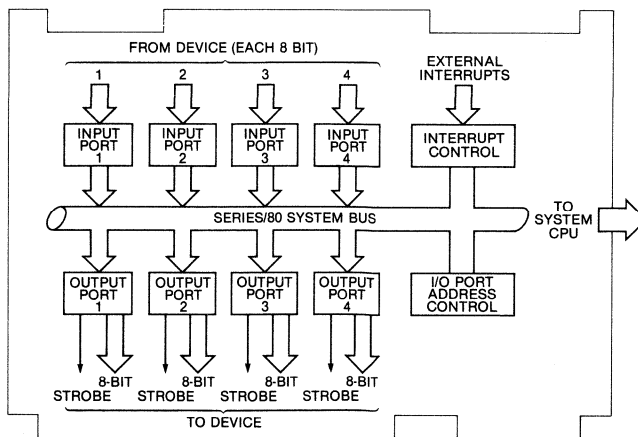 FROM DEVICE (EACH 8 BIT)
1 2 3 4
EXTERNAL
INTERRUPTS
INPUT
PORT
1
INPUT
PORT
2
INPUT
PORT
3
INPUT
PORT
4
INTERRUPT
CONTROL
SERIES/80 SYSTEM BUS
TO
SYSTEM
CPU
OUTPUT
PORT
1
OUTPUT
PORT
2
OUTPUT
PORT
3
OUTPUT
PORT
4
I/O PORT
ADDRESS
CONTROL
8-BIT 8-BIT 8-BIT 8-BIT
STROBE STROBE STROBE STROBE
TO DEVICE